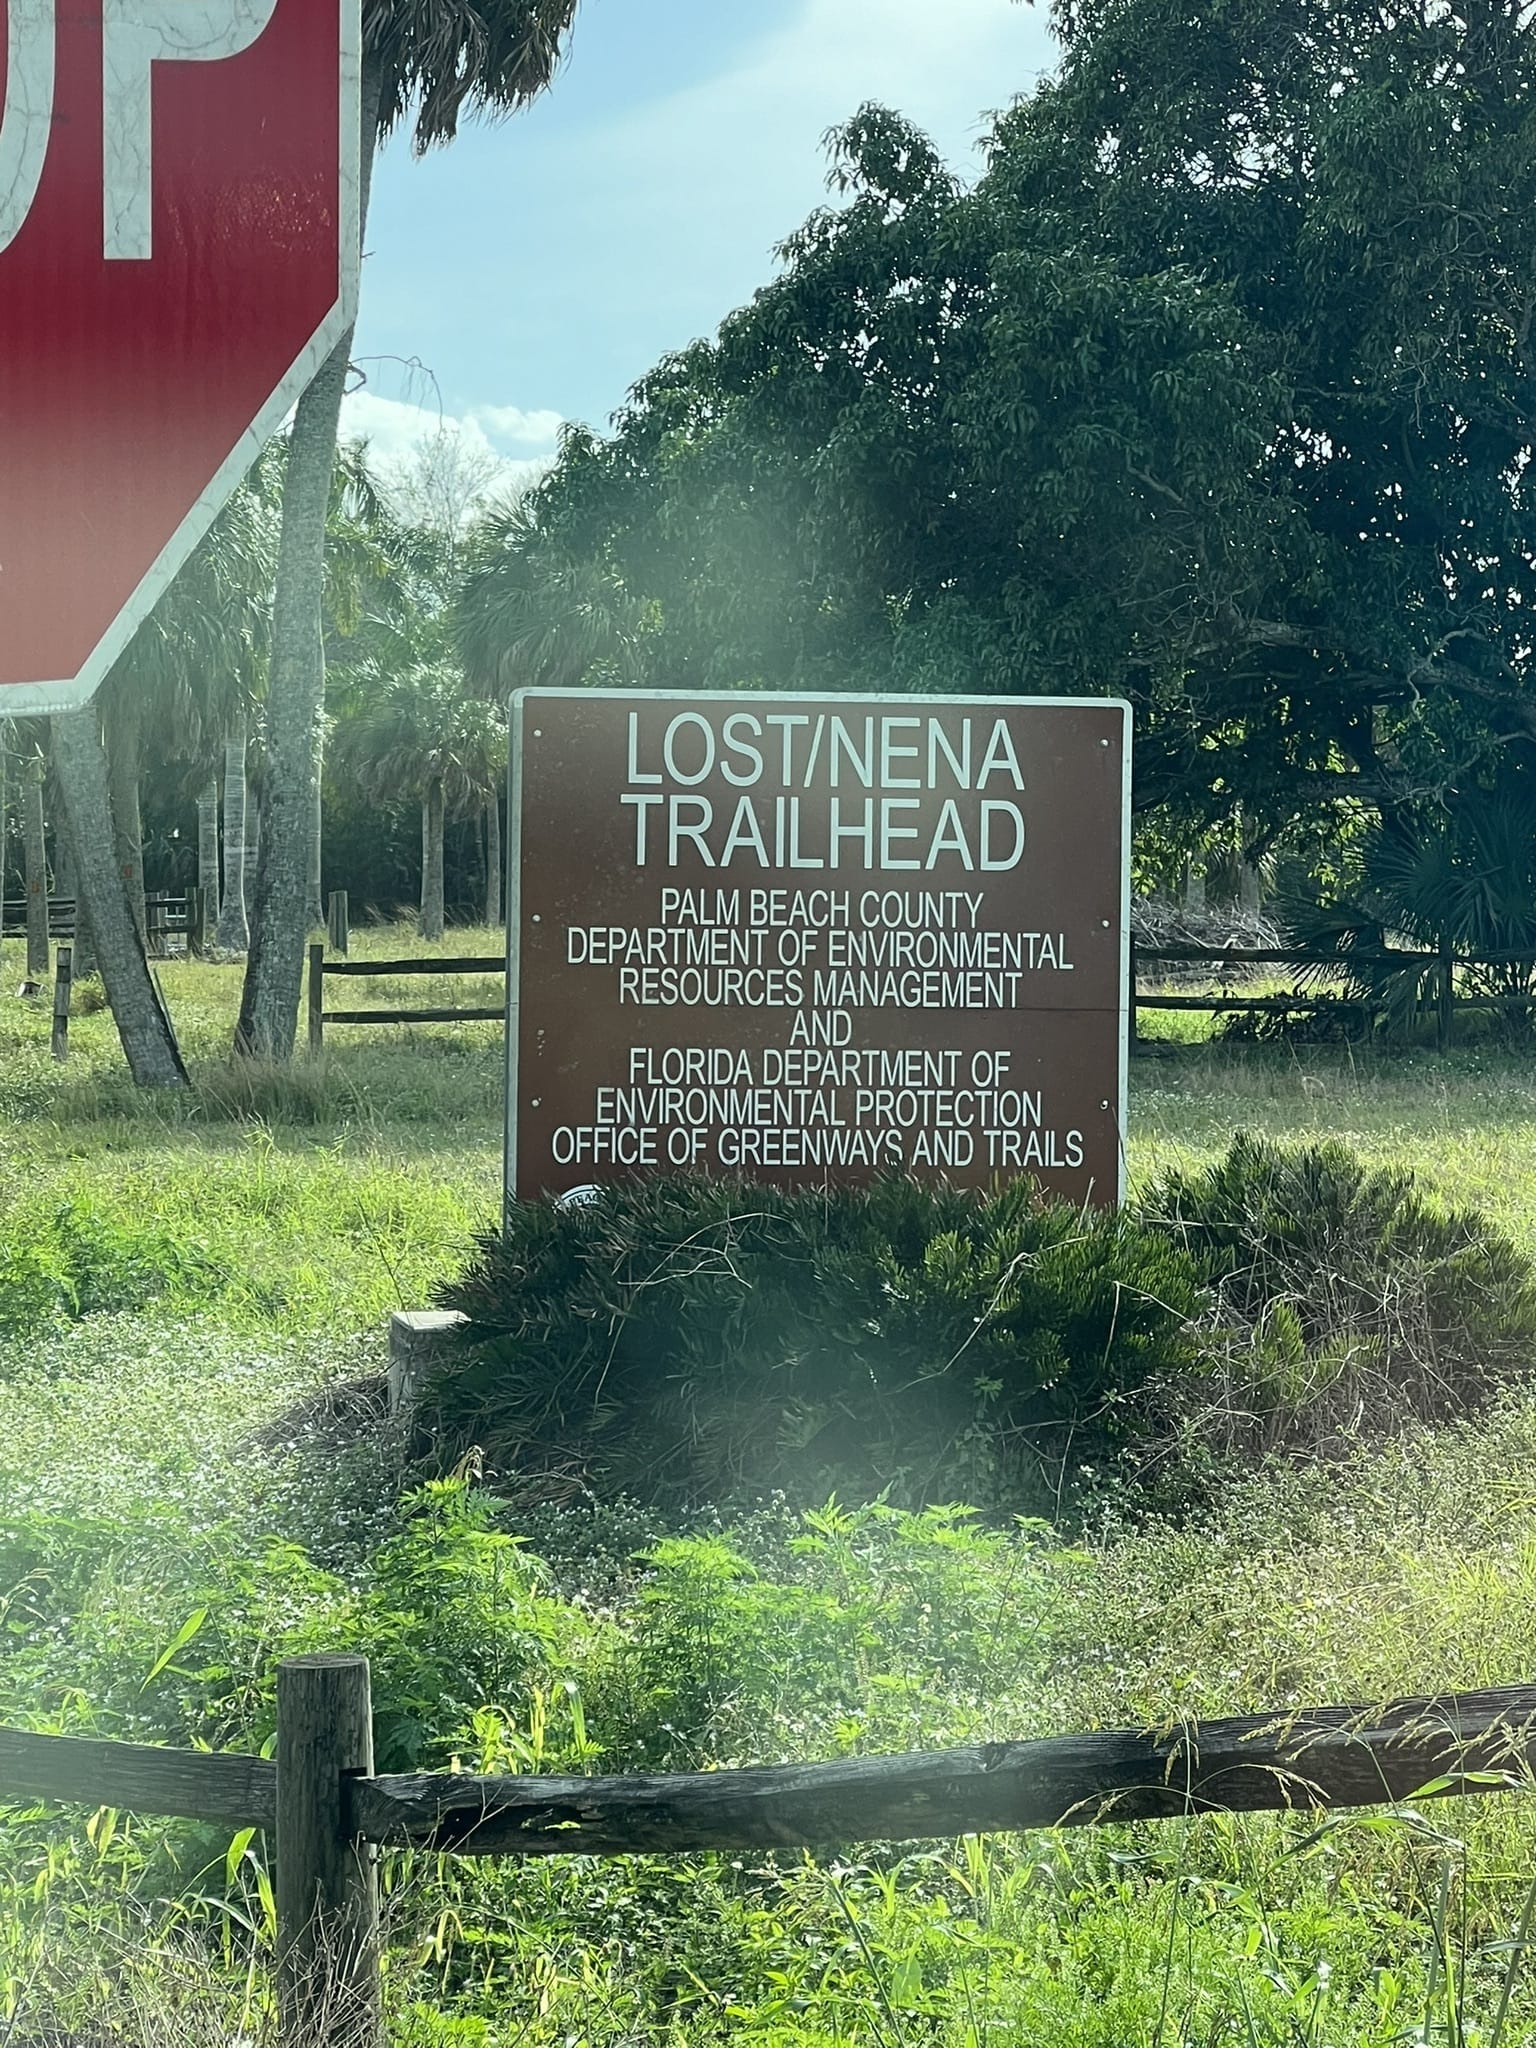 OP
LOST/NENA
TRAILHEAD
PALM BEACH COUNTY
DEPARTMENT OF ENVIRONMENTAL
RESOURCES MANAGEMENT
AND
FLORIDA DEPARTMENT OF
ENVIRONMENTAL PROTECTION
OFFICE OF GREENWAYS AND TRAILS